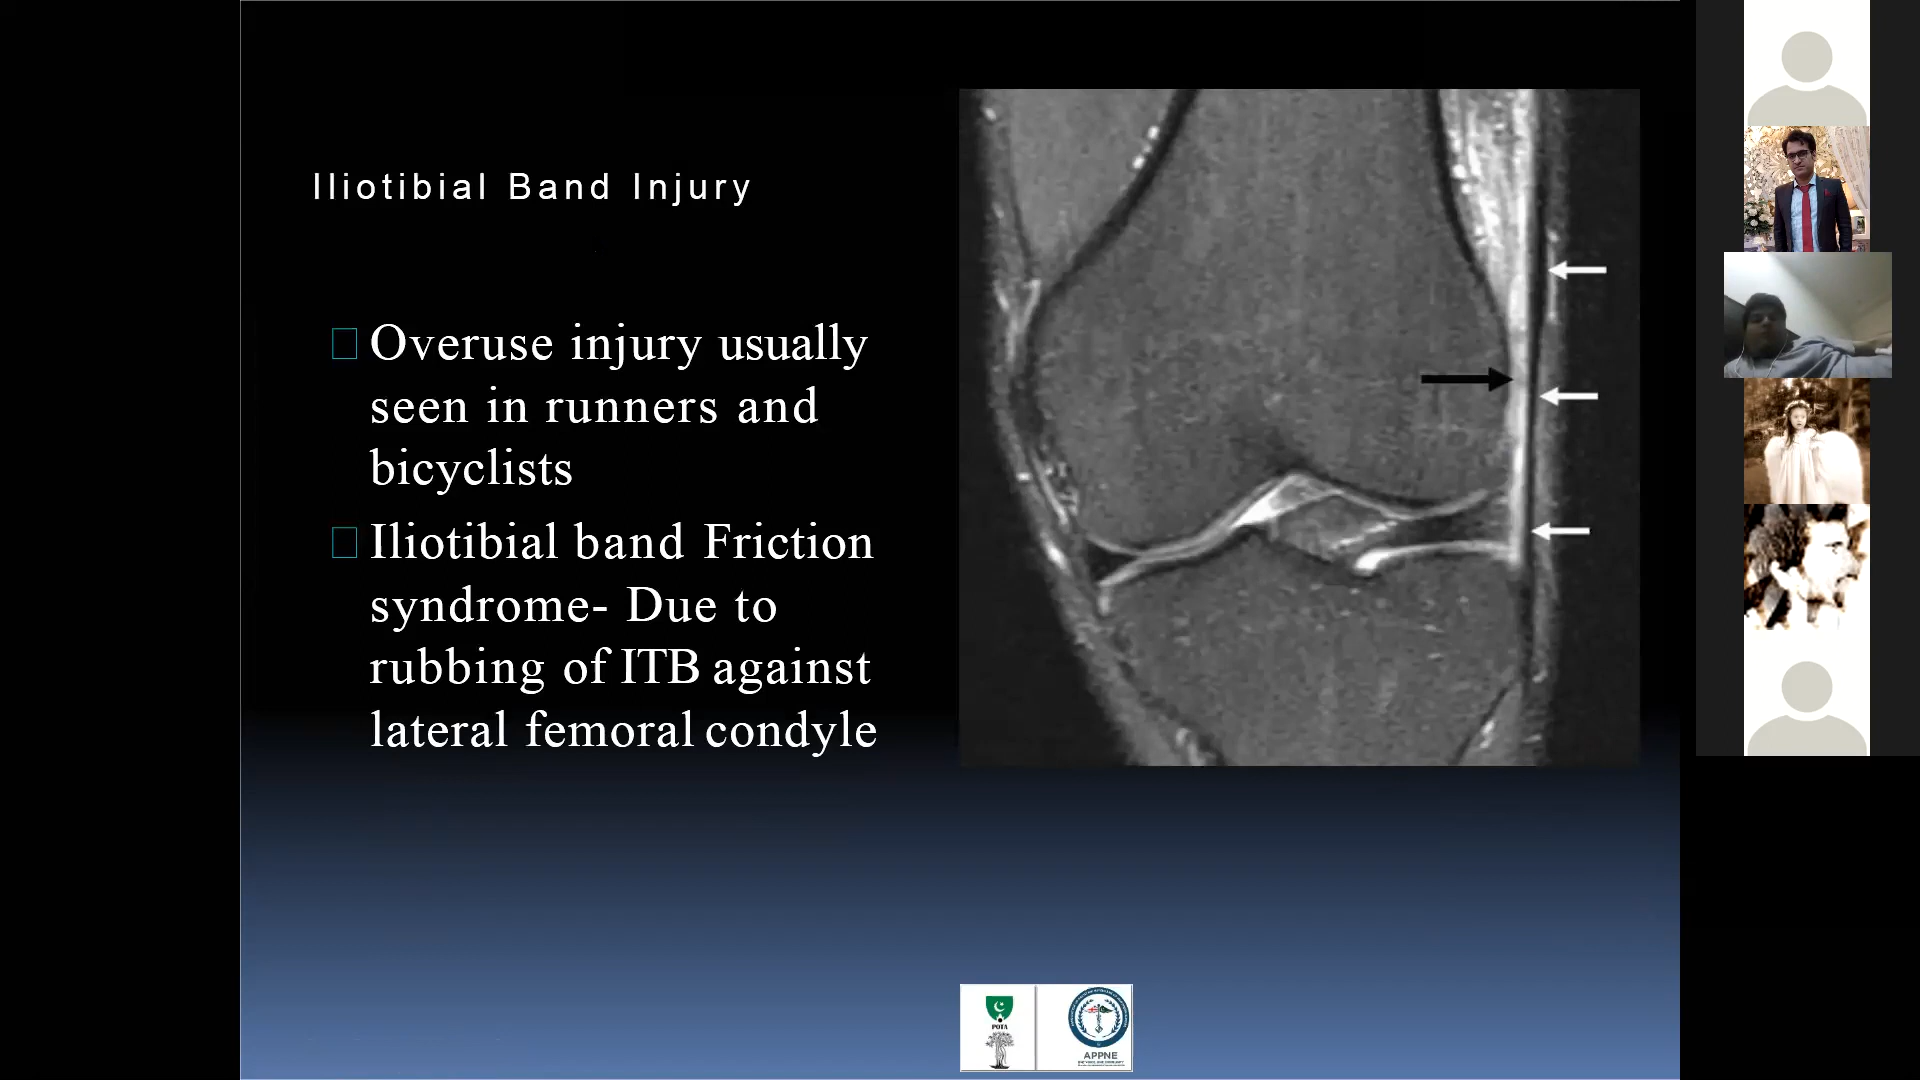 Iliotibial Band Injury
Overuse injury usually
seen in runners and
bicyclists
Iliotibial band Friction
syndrome- Due to
rubbing of ITB against
lateral femoral condyle
POTA
APPNE